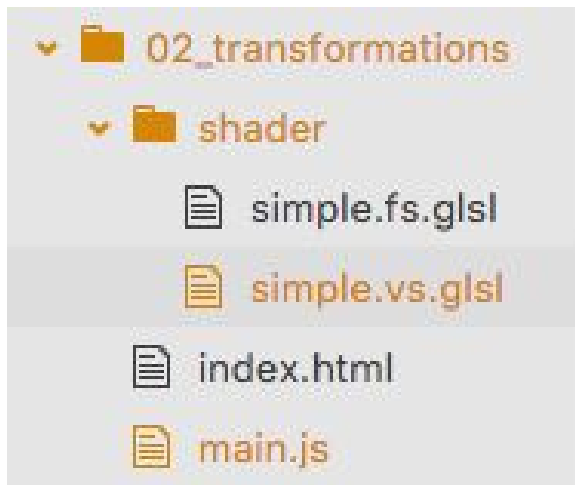 02_transformations
shader
simple.fs.glsl
simple.vs.glsl
index.html
main.js